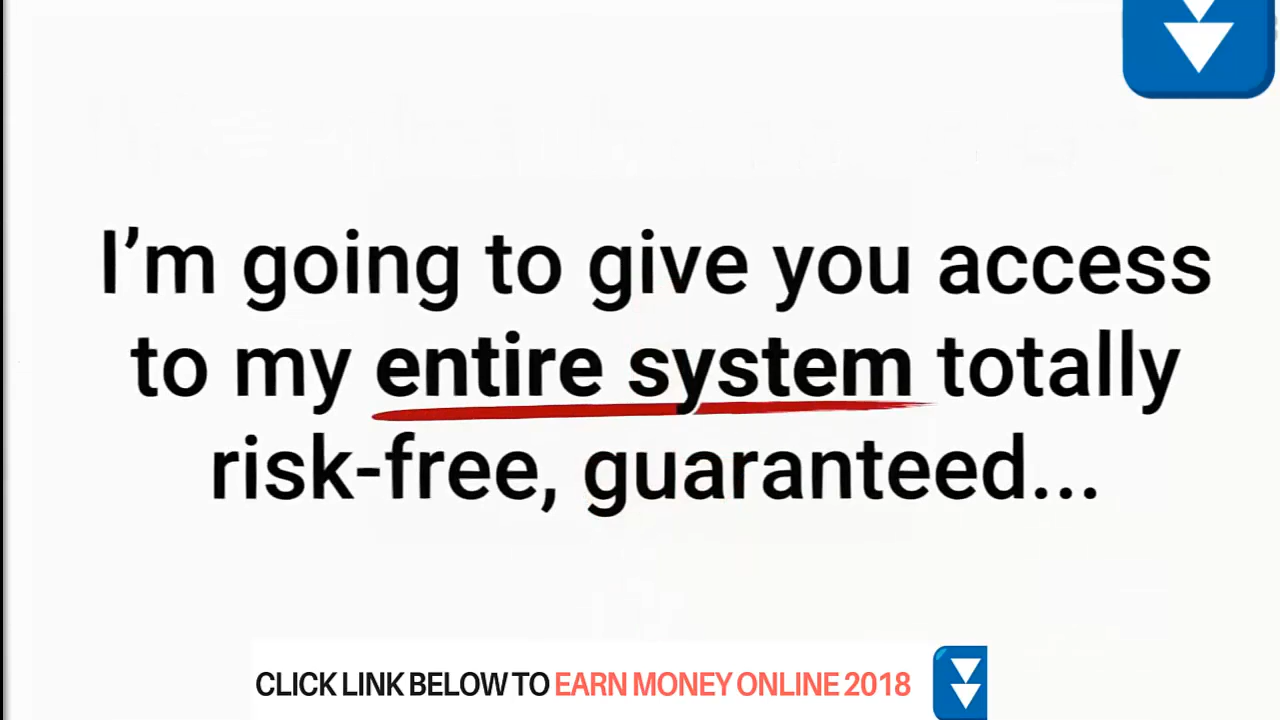 I’m going to give you access
to my entire system totally
risk-free, guaranteed...
CLICK LINK BELOW TO EARN MONEY ONLINE 2018